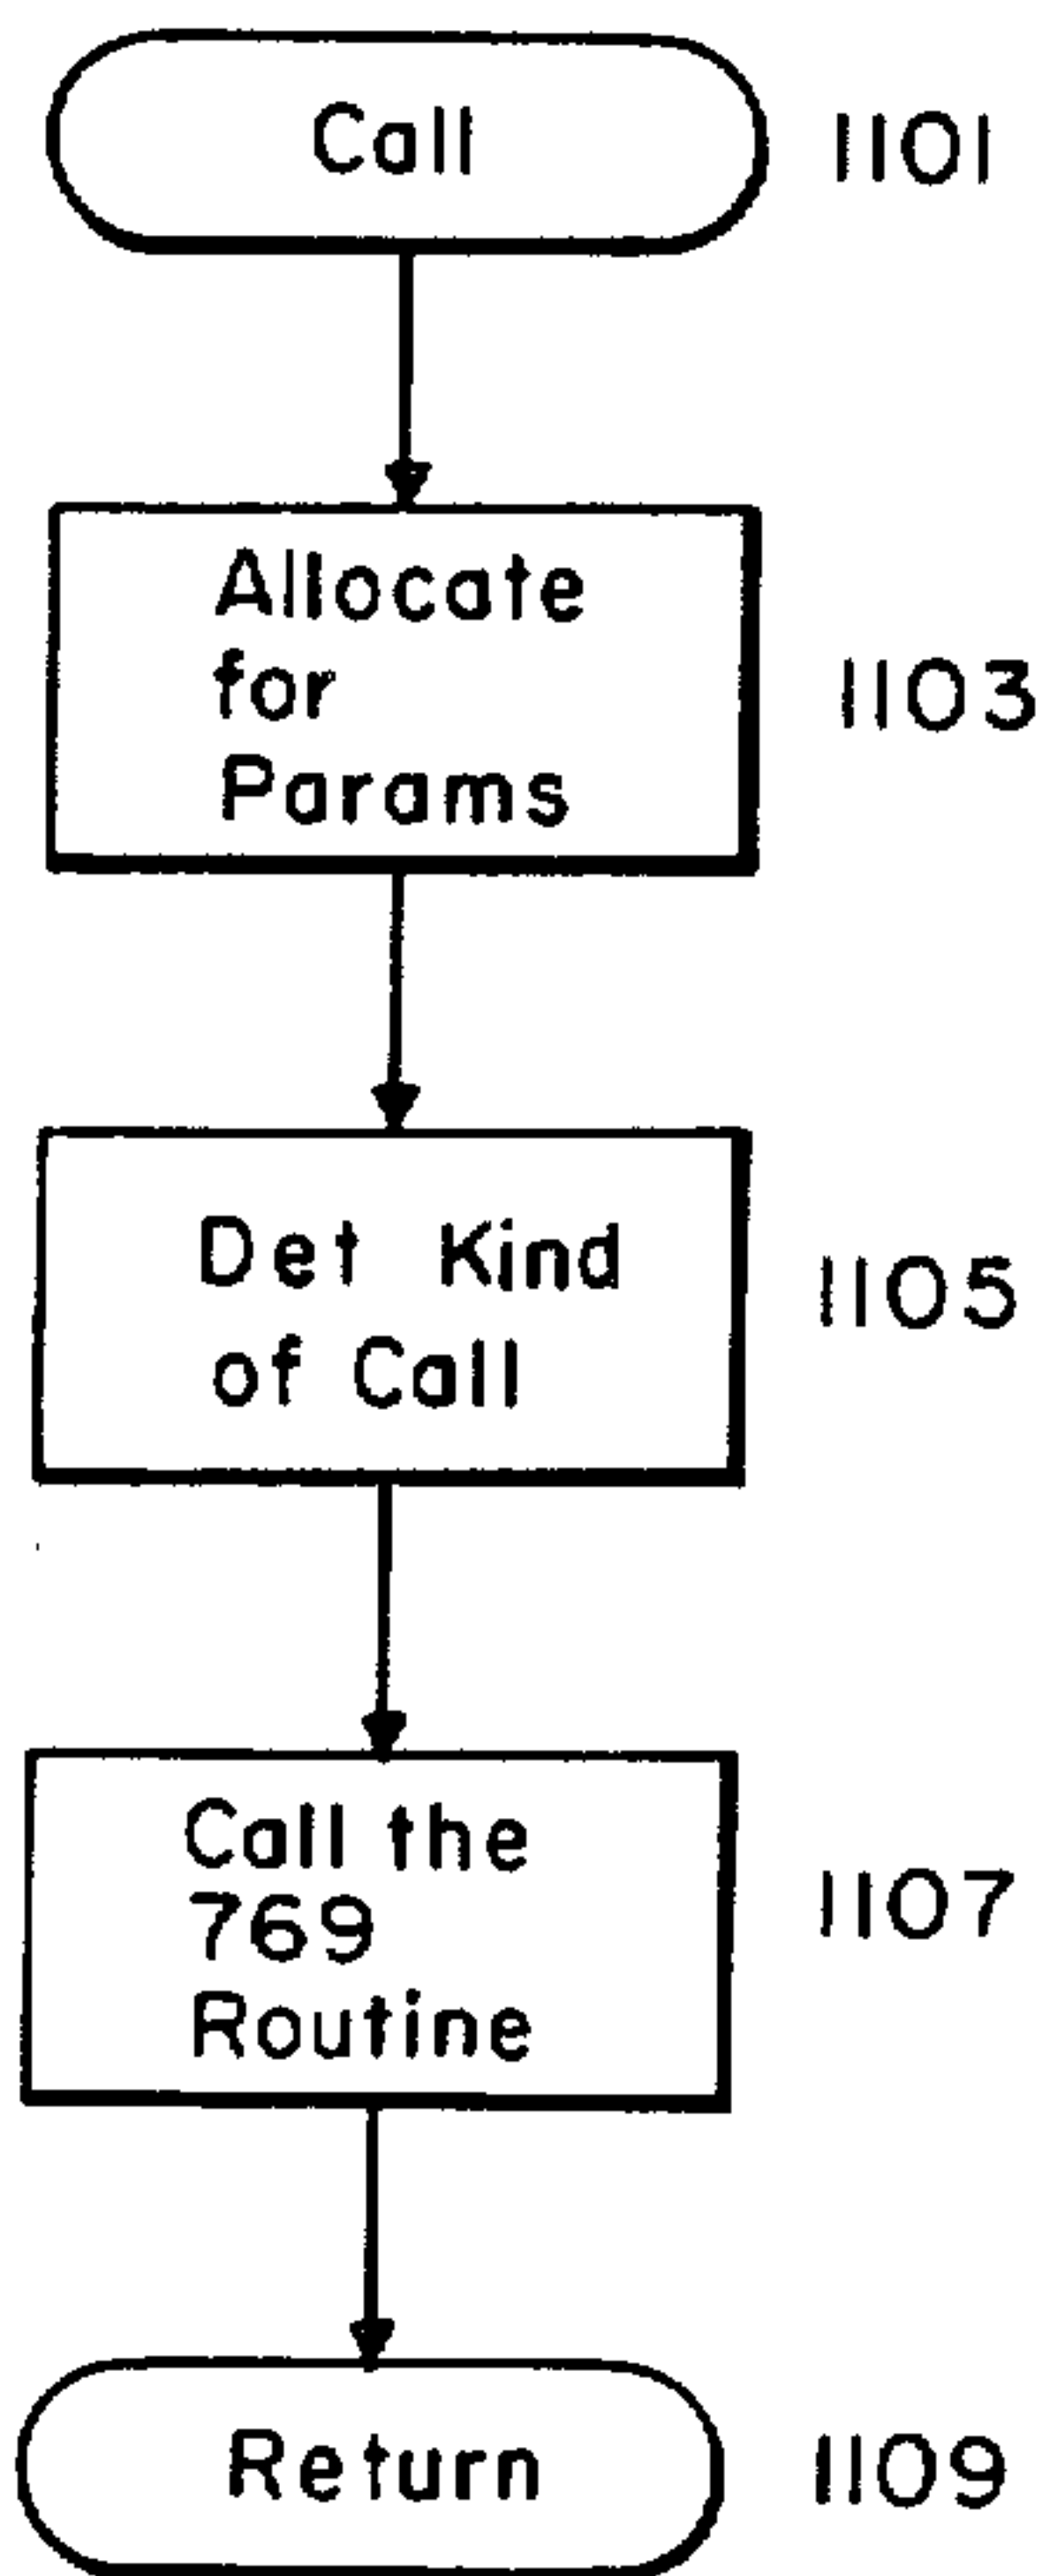 Call 1101
Allocate
for 1103
Params
Det Kind 1105
of Call
Call the
769 1107
Routine
Return 1109